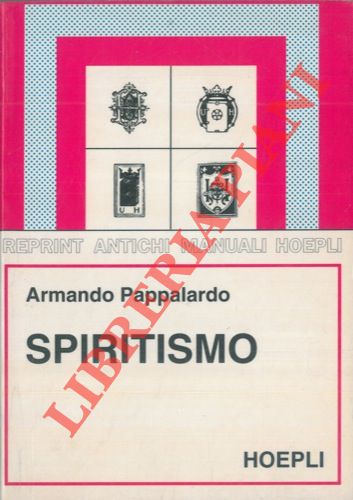 REPRINT ANTICHI MANUALI HOEPLI
Armando Pappalardo
SPIRITISMO
HOEPLI
LIBRERIA PIANI
U H